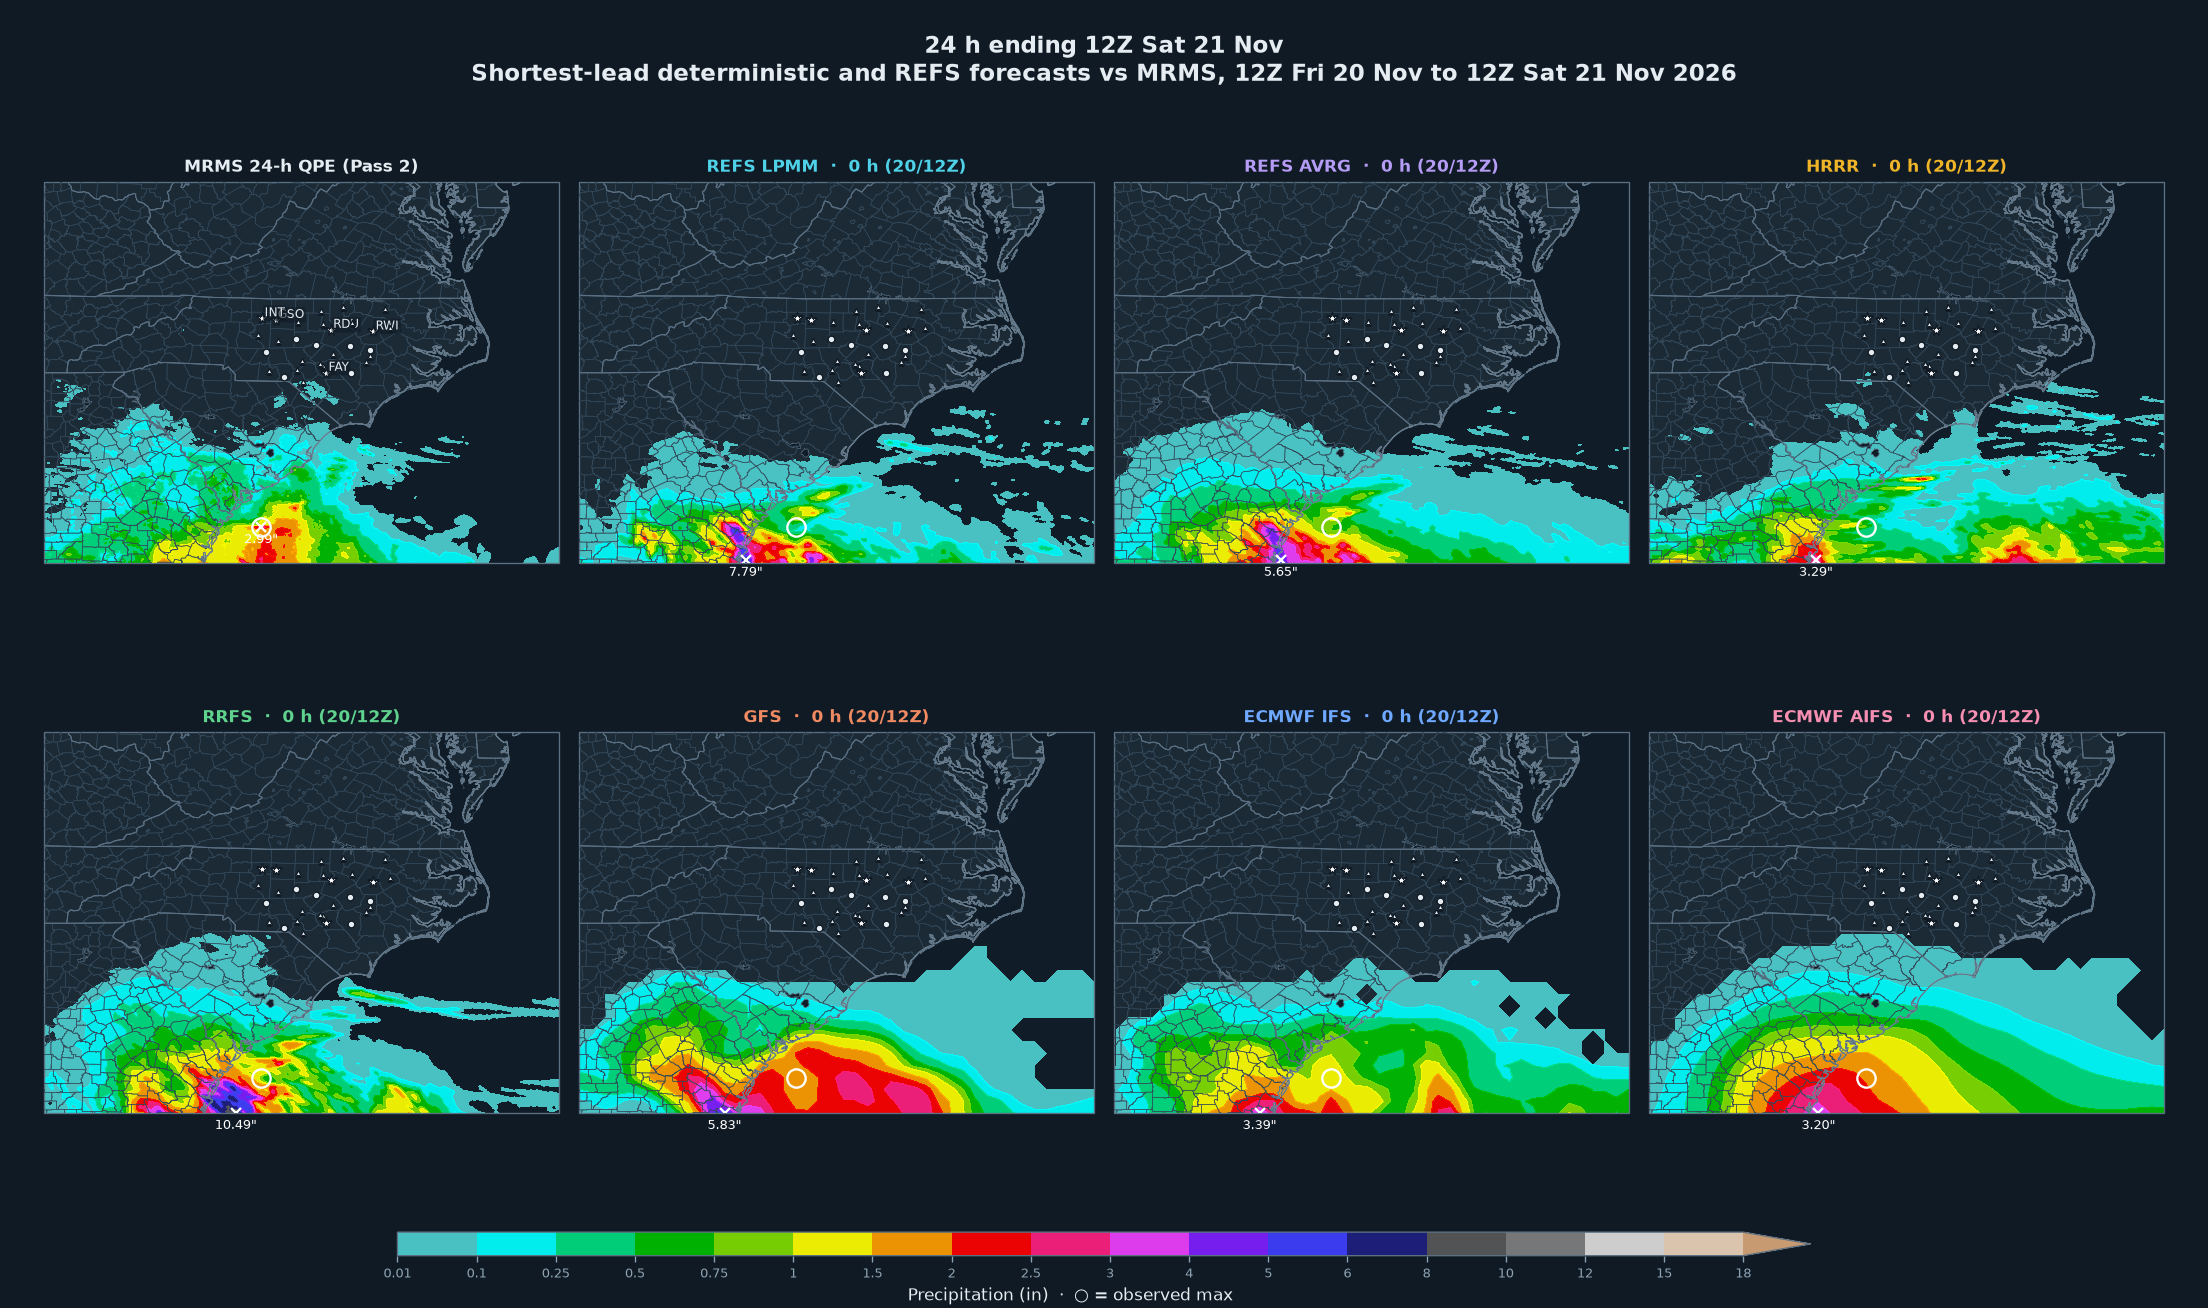 24 h ending 12Z Sat 21 Nov
Shortest-lead deterministic and REFS forecasts vs MRMS, 12Z Fri 20 Nov to 12Z Sat 21 Nov 2026
MRMS 24-h QPE (Pass 2)
REFS LPMM · 0 h (20/12Z)
REFS AVRG · 0 h (20/12Z)
HRRR · 0 h (20/12Z)
INT
SO
RDU
RWI
FAY
2.99"
7.79"
5.65"
3.29"
RRFS · 0 h (20/12Z)
GFS · 0 h (20/12Z)
ECMWF IFS · 0 h (20/12Z)
ECMWF AIFS · 0 h (20/12Z)
10.49"
5.83"
3.39"
3.20"
0.01 0.1 0.25 0.5 0.75 1 1.5 2 2.5 3 4 5 6 8 10 12 15 18
Precipitation (in) · ○ = observed max